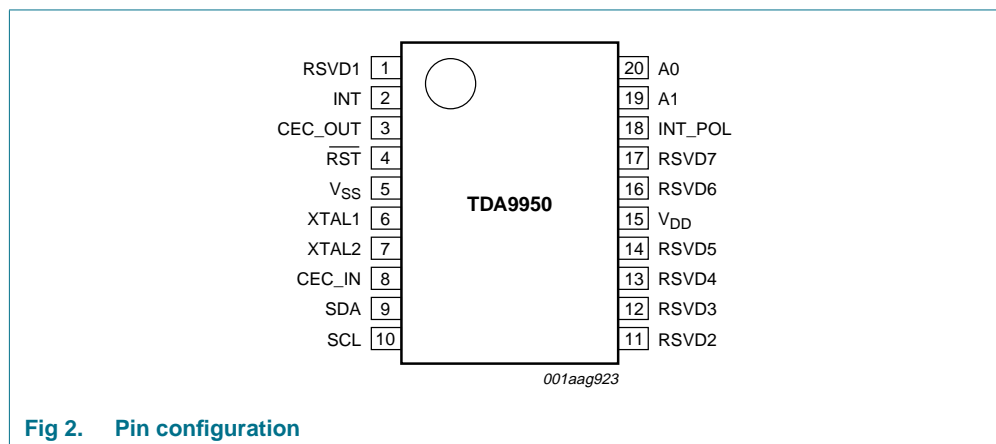 RSVD1 1
INT 2
CEC_OUT 3
RST 4
VSS 5
XTAL1 6
XTAL2 7
CEC_IN 8
SDA 9
SCL 10
TDA9950
20 A0
19 A1
18 INT_POL
17 RSVD7
16 RSVD6
15 VDD
14 RSVD5
13 RSVD4
12 RSVD3
11 RSVD2
001aag923
Fig 2. Pin configuration